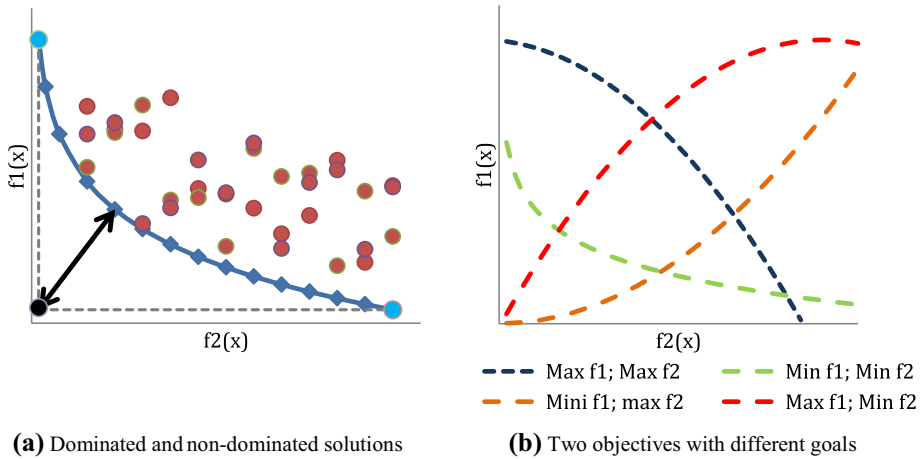 f1(x)
f2(x)
f1(x)
f2(x)
Max f1; Max f2
Min f1; Min f2
Mini f1; max f2
Max f1; Min f2
(a) Dominated and non-dominated solutions
(b) Two objectives with different goals